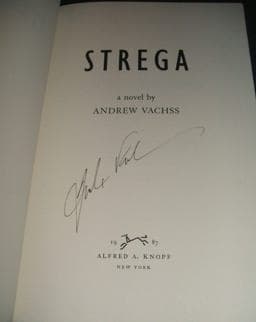 STREGA
a novel by
ANDREW VACHSS
19 87
ALFRED A. KNOPF
NEW YORK